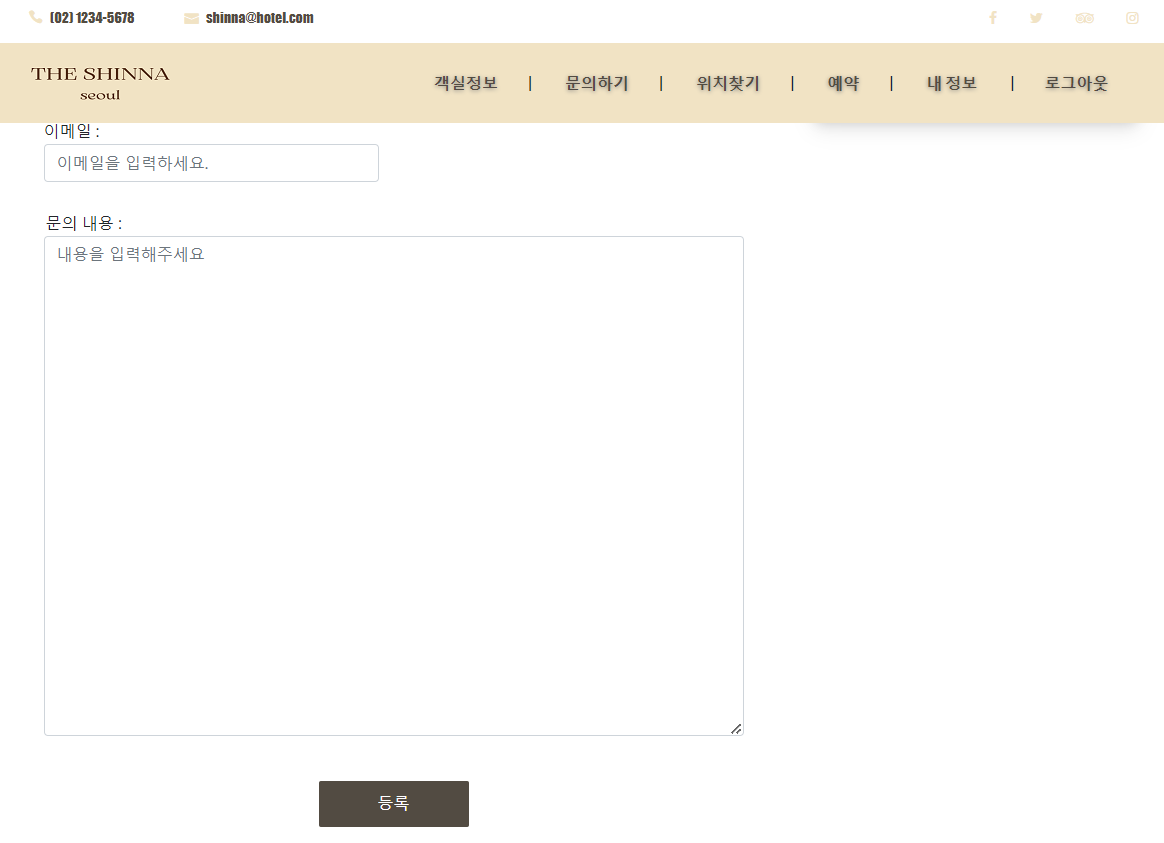 (02) 1234-5678 shinna@hotel.com
THE SHINNA
seoul
객실정보 | 문의하기 | 위치찾기 | 예약 | 내 정보 | 로그아웃
이메일 :
이메일을 입력하세요.
문의 내용 :
내용을 입력해주세요
등록